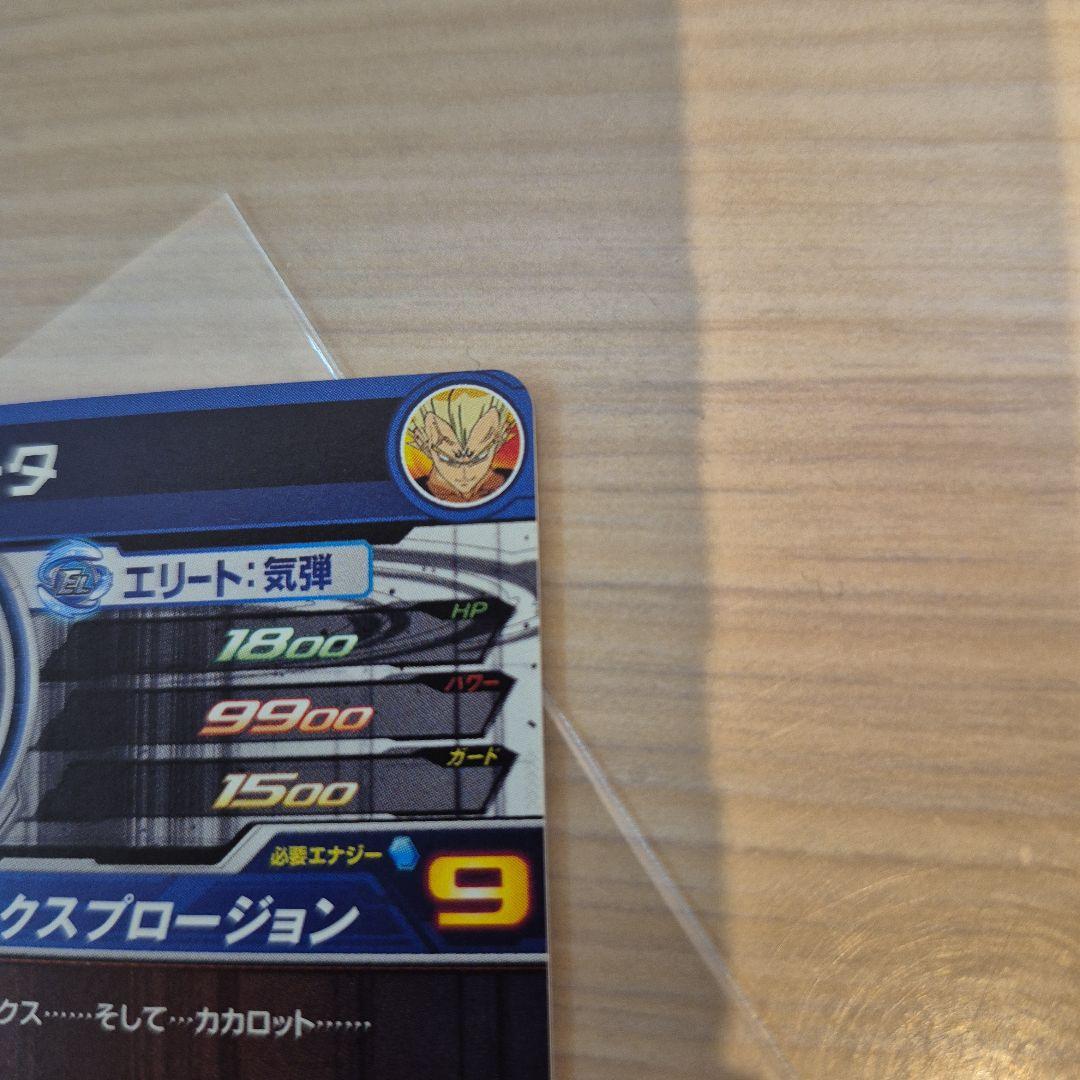 ータ
EL エリート:気弾
HP
1800
パワー
9900
ガード
1500
必要エナジー 9
クスプロージョン
クス……そして…カカロット……